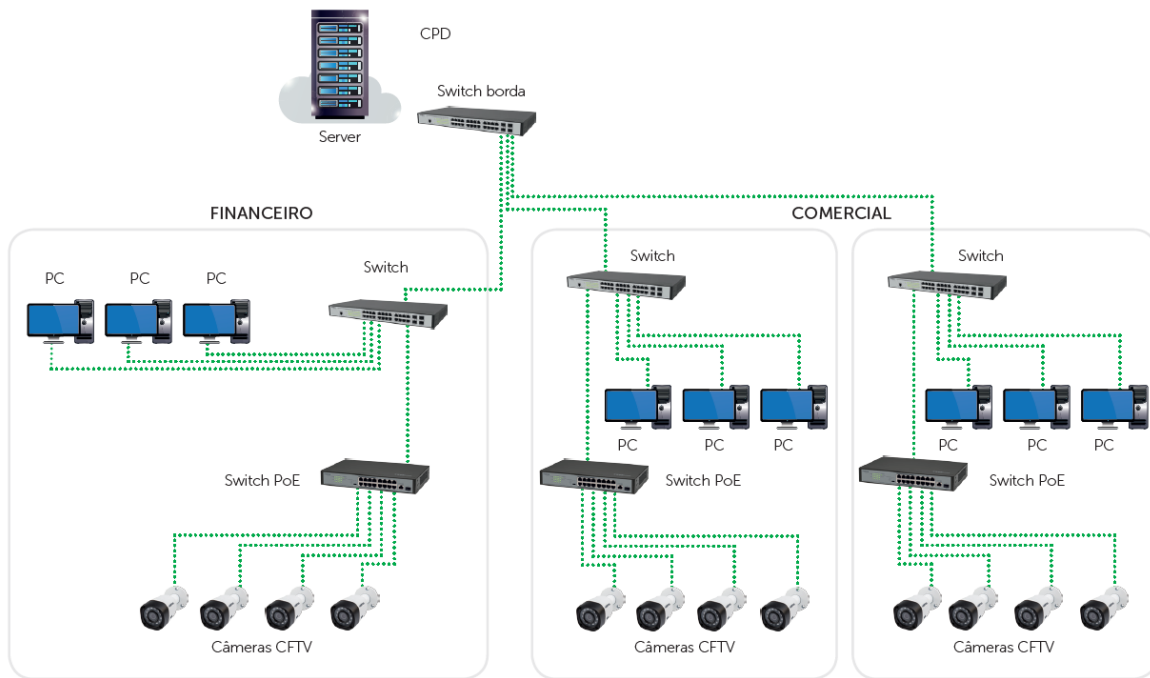 CPD
Switch borda
Server
FINANCEIRO
COMERCIAL
PC
PC
PC
Switch
Switch PoE
Câmeras CFTV
Switch
PC
PC
PC
Switch PoE
Câmeras CFTV
Switch
PC
PC
PC
Switch PoE
Câmeras CFTV